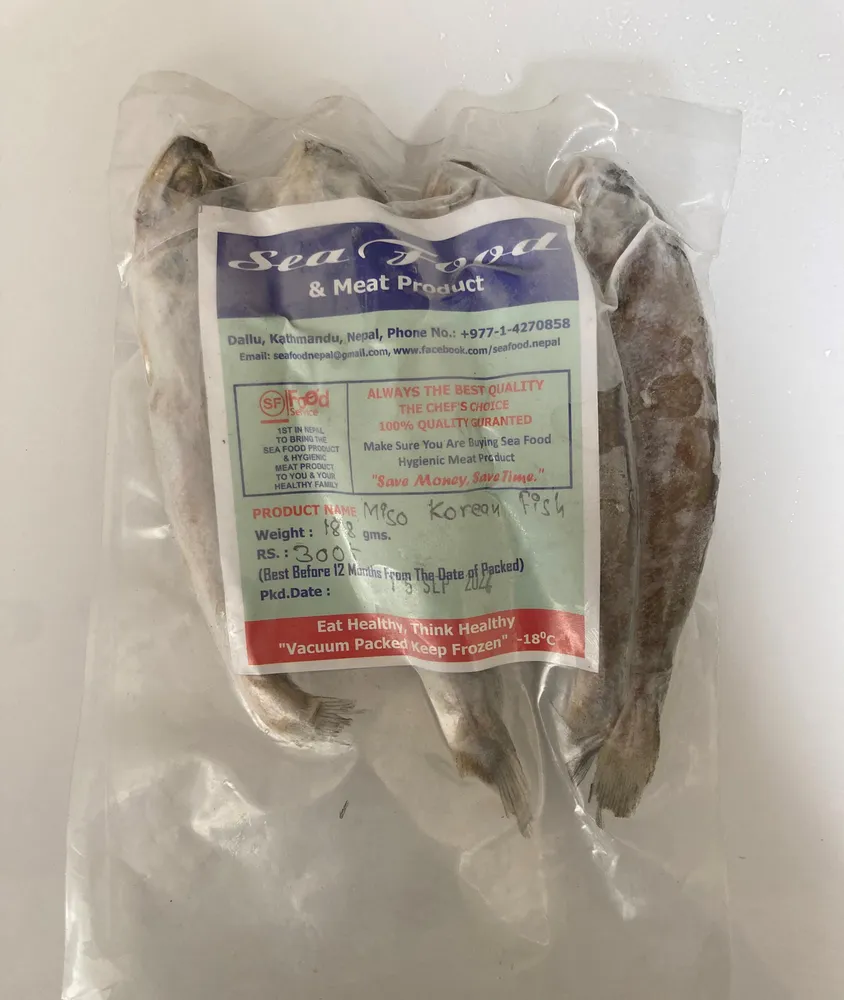 Sea Food
& Meat Product
Dallu, Kathmandu, Nepal, Phone No.: +977-1-4270858
Email: seafoodnepal@gmail.com, www.facebook.com/seafood.nepal
SF Food
Service
1ST IN NEPAL
TO BRING THE
SEA FOOD PRODUCT
& HYGIENIC
MEAT PRODUCT
TO YOU & YOUR
HEALTHY FAMILY
ALWAYS THE BEST QUALITY
THE CHEF'S CHOICE
100% QUALITY GURANTED
Make Sure You Are Buying Sea Food
Hygienic Meat Product
"Save Money, Save Time."
PRODUCT NAME Miso Korean Fish
Weight : 188 gms.
RS. : 300
(Best Before 12 Months From The Date of Packed)
Pkd.Date : 15 SEP
Eat Healthy, Think Healthy
"Vacuum Packed Keep Frozen" -18⁰C